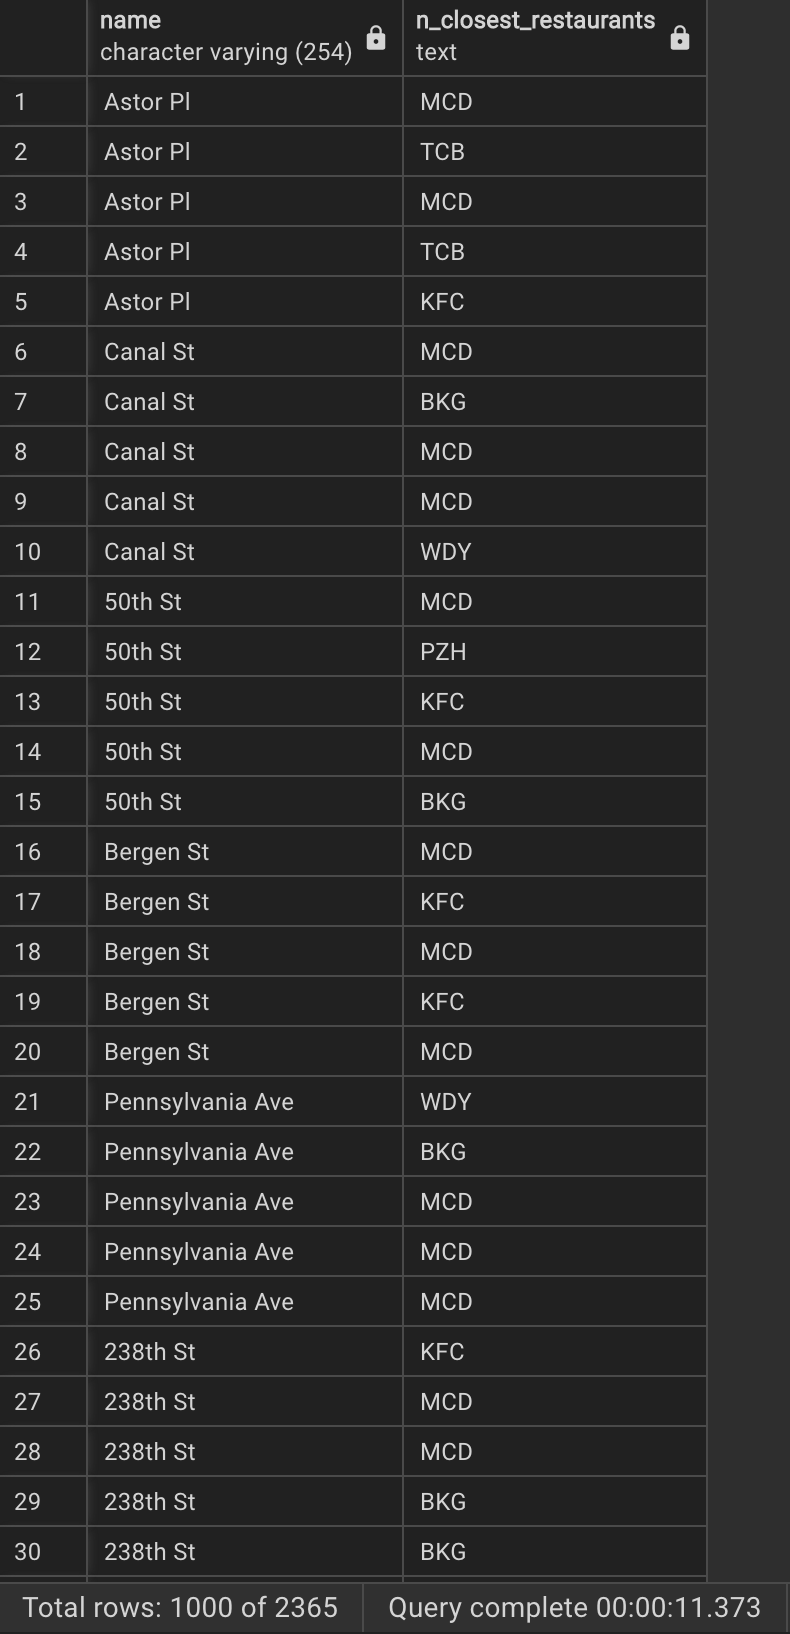 name n_closest_restaurants
character varying (254) text
1 Astor Pl MCD
2 Astor Pl TCB
3 Astor Pl MCD
4 Astor Pl TCB
5 Astor Pl KFC
6 Canal St MCD
7 Canal St BKG
8 Canal St MCD
9 Canal St MCD
10 Canal St WDY
11 50th St MCD
12 50th St PZH
13 50th St KFC
14 50th St MCD
15 50th St BKG
16 Bergen St MCD
17 Bergen St KFC
18 Bergen St MCD
19 Bergen St KFC
20 Bergen St MCD
21 Pennsylvania Ave WDY
22 Pennsylvania Ave BKG
23 Pennsylvania Ave MCD
24 Pennsylvania Ave MCD
25 Pennsylvania Ave MCD
26 238th St KFC
27 238th St MCD
28 238th St MCD
29 238th St BKG
30 238th St BKG
Total rows: 1000 of 2365 Query complete 00:00:11.373